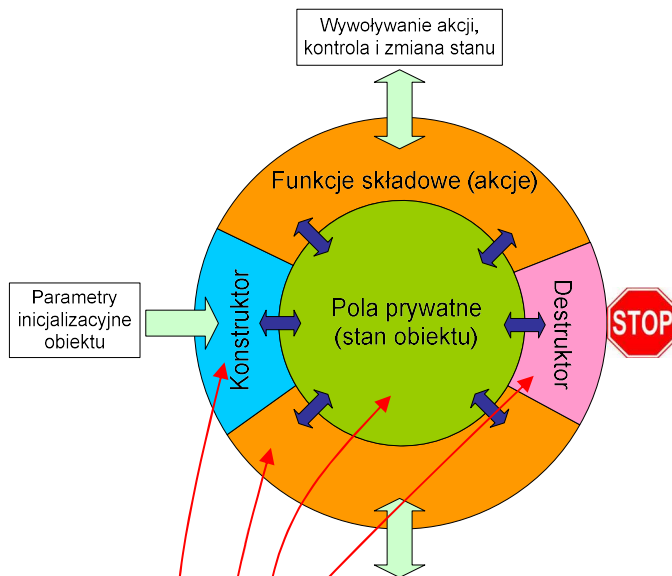 Wywoływanie akcji,
kontrola i zmiana stanu
Funkcje składowe (akcje)
Parametry
inicjalizacyjne
obiektu
Konstruktor
Pola prywatne
(stan obiektu)
Destruktor
STOP